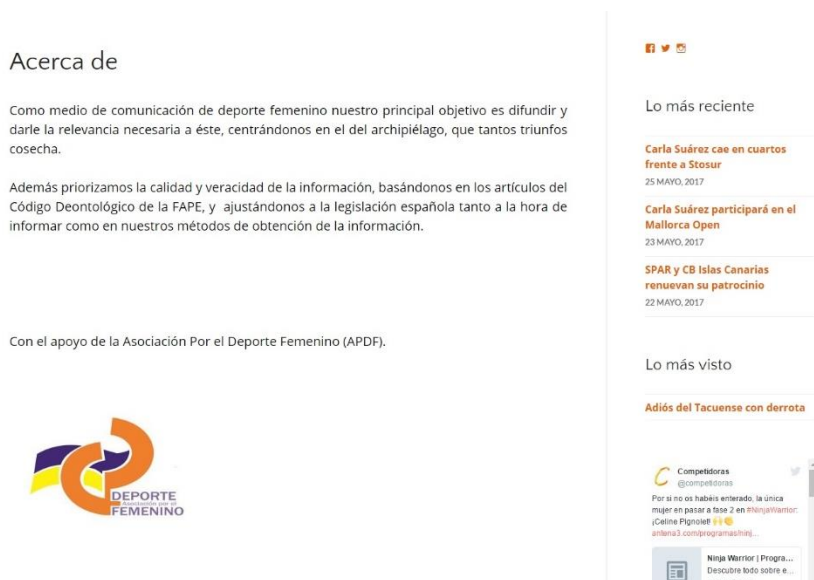 Acerca de
Como medio de comunicación de deporte femenino nuestro principal objetivo es difundir y
darle la relevancia necesaria a éste, centrándonos en el del archipiélago, que tantos triunfos
cosecha.
Además priorizamos la calidad y veracidad de la información, basándonos en los artículos del
Código Deontológico de la FAPE, y ajustándonos a la legislación española tanto a la hora de
informar como en nuestros métodos de obtención de la información.
Con el apoyo de la Asociación Por el Deporte Femenino (APDF).
DEPORTE
Asociación por el
FEMENINO
Lo más reciente
Carla Suárez cae en cuartos
frente a Stosur
25 MAYO, 2017
Carla Suárez participará en el
Mallorca Open
23 MAYO, 2017
SPAR y CB Islas Canarias
renuevan su patrocinio
22 MAYO, 2017
Lo más visto
Adiós del Tacuense con derrota
Competidoras
@competidoras
Por si no os habéis enterado, la única
mujer en pasar a fase 2 en #NinjaWarrior:
¡Celine Pignolet! 🙌👏
antena3.com/programas/ninj...
Ninja Warrior | Progra...
Descubre todo sobre e...